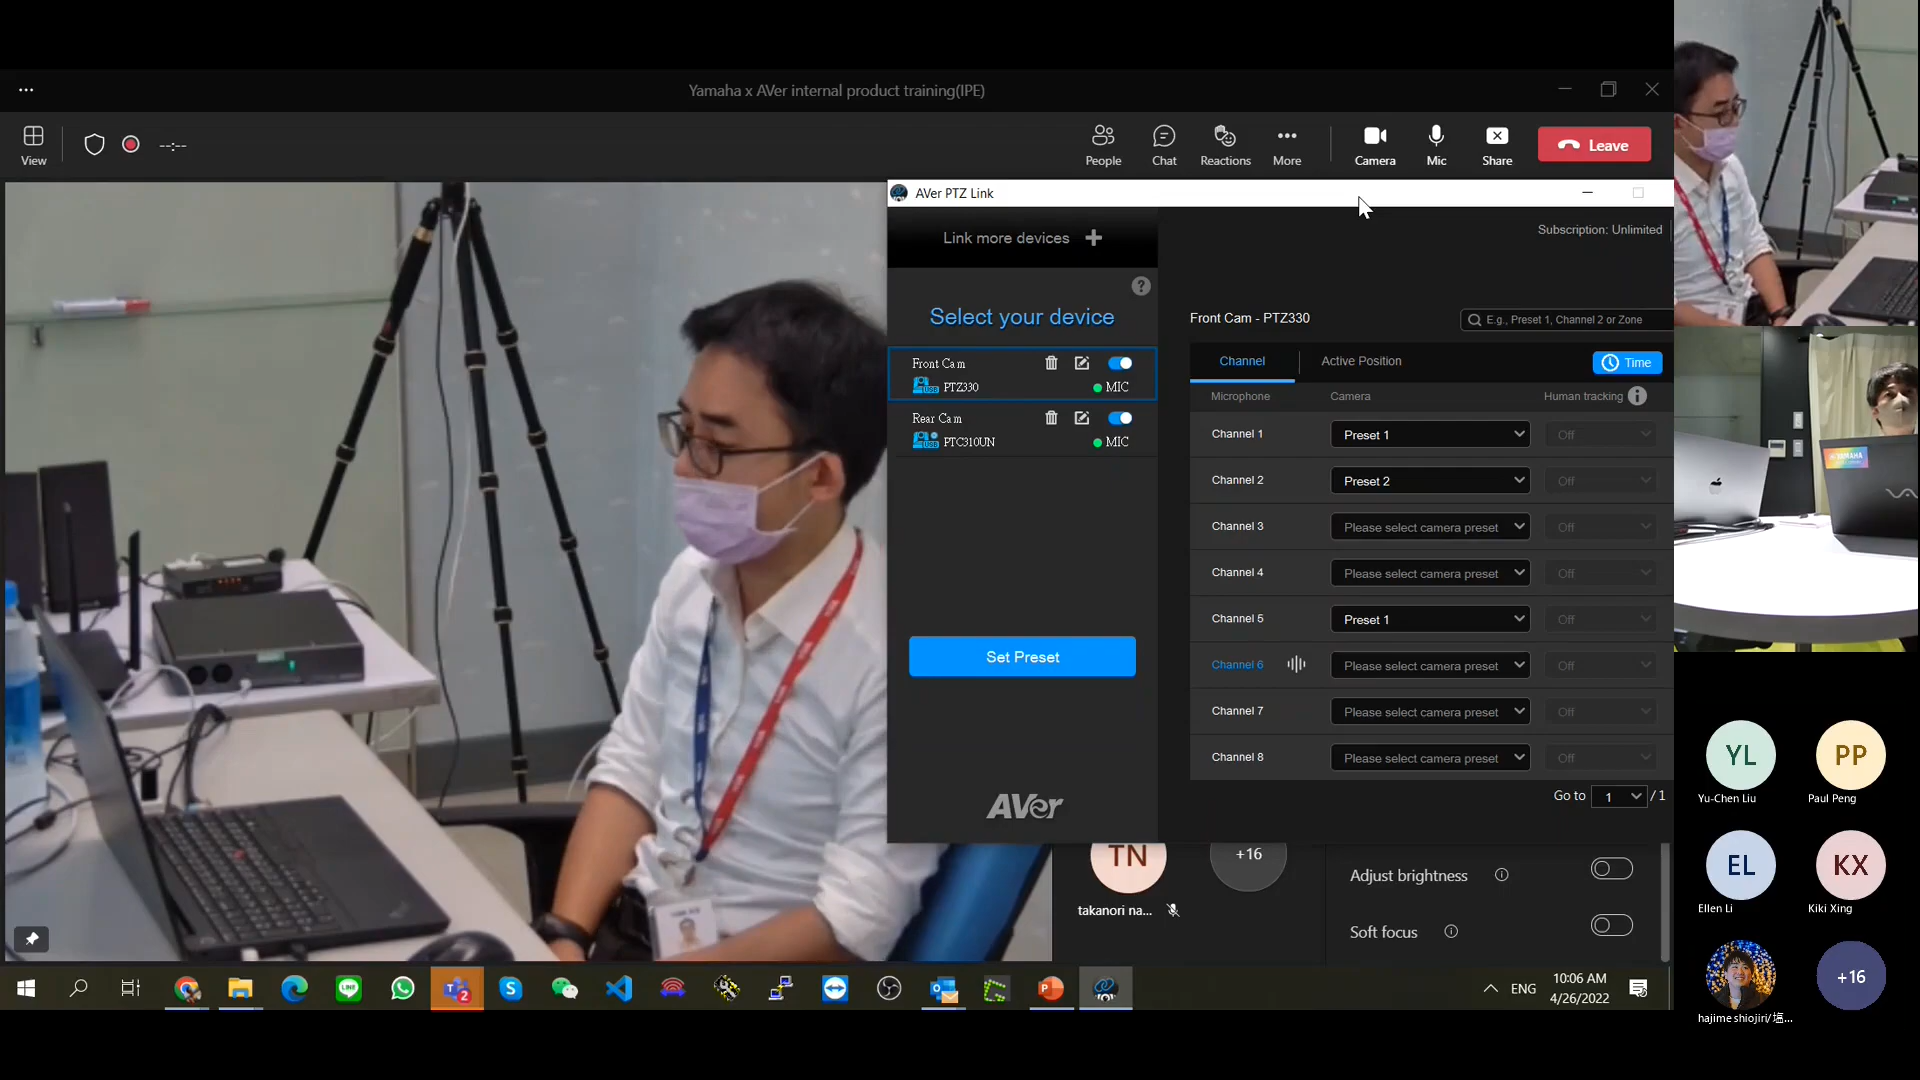 Yamaha x AVer internal product training(IPE)
View
--:--
People
Chat
Reactions
More
Camera
Mic
Share
Leave
AVer PTZ Link
Link more devices
Subscription: Unlimited
?
Select your device
Front Cam - PTZ330
E.g., Preset 1, Channel 2 or Zone
Front Cam
PTZ330
MIC
Rear Cam
PTC310UN
MIC
Channel
Active Position
Time
Microphone
Camera
Human tracking
Channel 1
Preset 1
Off
Channel 2
Preset 2
Off
Channel 3
Please select camera preset
Off
Channel 4
Please select camera preset
Off
Channel 5
Preset 1
Off
Channel 6
Please select camera preset
Off
Channel 7
Please select camera preset
Off
Channel 8
Please select camera preset
Off
Set Preset
Go to 1 / 1
AVer
TN
takanori na...
+16
Adjust brightness
Soft focus
YAMAHA
YL
Yu-Chen Liu
PP
Paul Peng
EL
Ellen Li
KX
Kiki Xing
hajime shiojiri/塩...
+16
ENG
10:06 AM
4/26/2022